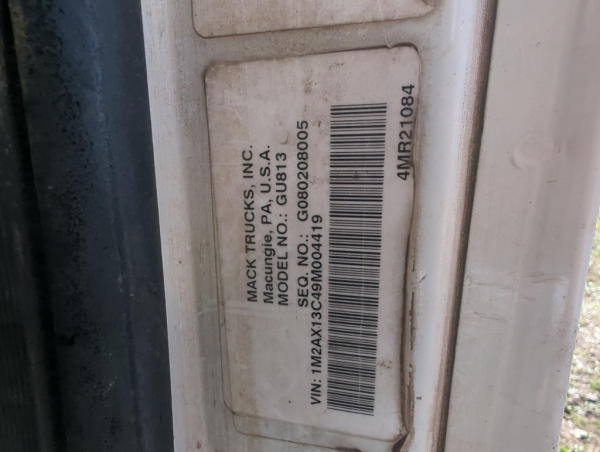 MACK TRUCKS, INC.
Macungie, PA, U.S.A.
MODEL NO.: GU813
SEQ. NO.: G080208005
VIN: 1M2AX13C49M004419
4MR21084